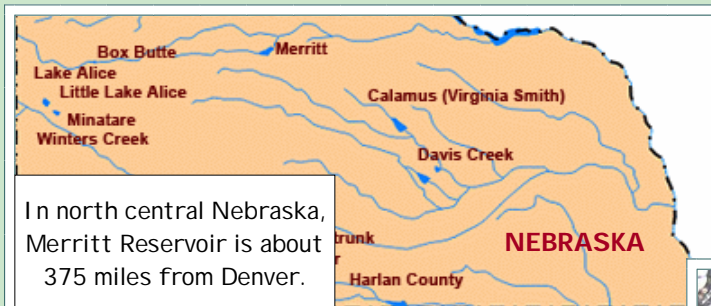 Box Butte
Merritt
Lake Alice
Little Lake Alice
Calamus (Virginia Smith)
Minatare
Winters Creek
Davis Creek
In north central Nebraska,
Merritt Reservoir is about
375 miles from Denver.
NEBRASKA
Harlan County